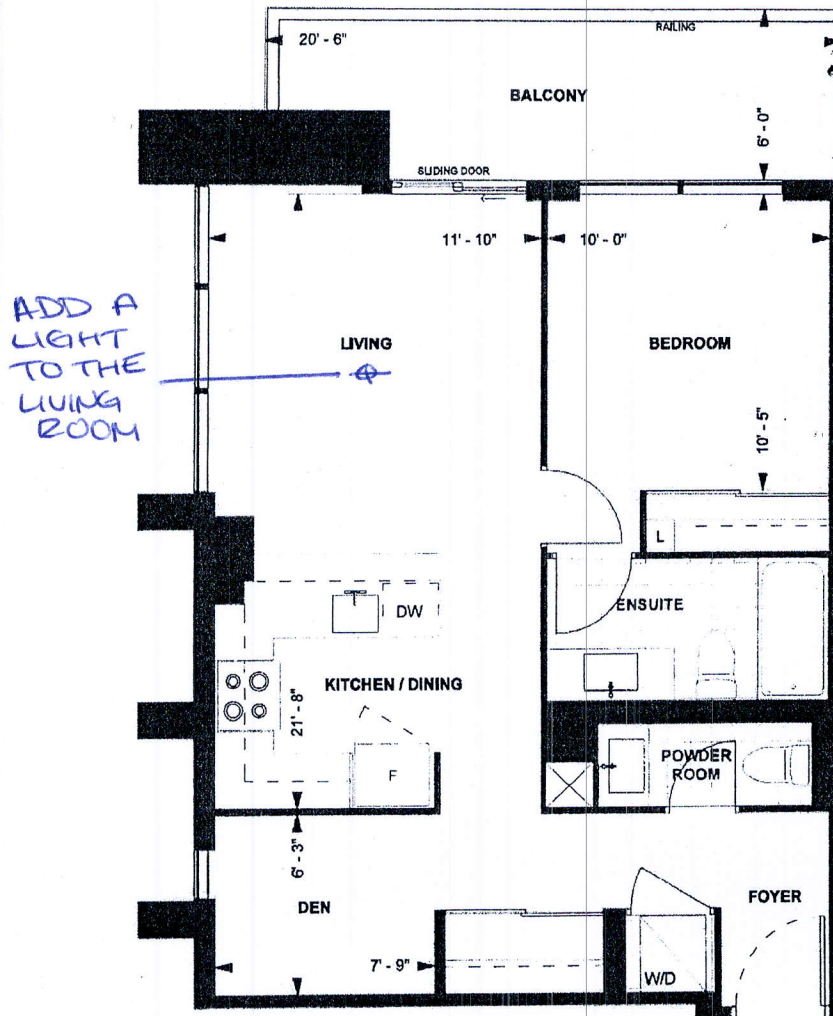 RAILING
20' - 6"
BALCONY
6' - 0"
SLIDING DOOR
11' - 10"
10' - 0"
ADD A
LIGHT
TO THE
LIVING
ROOM
LIVING
BEDROOM
10' - 5"
L
ENSUITE
DW
KITCHEN / DINING
21' - 8"
F
POWDER
ROOM
6' - 3"
DEN
FOYER
7' - 9"
W/D